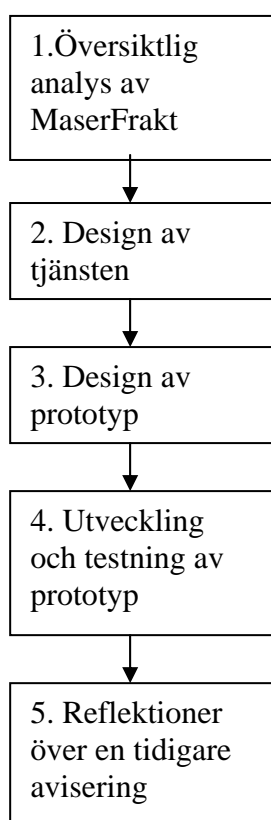 1.Översiktlig
analys av
MaserFrakt
2. Design av
tjänsten
3. Design av
prototyp
4. Utveckling
och testning av
prototyp
5. Reflektioner
över en tidigare
avisering